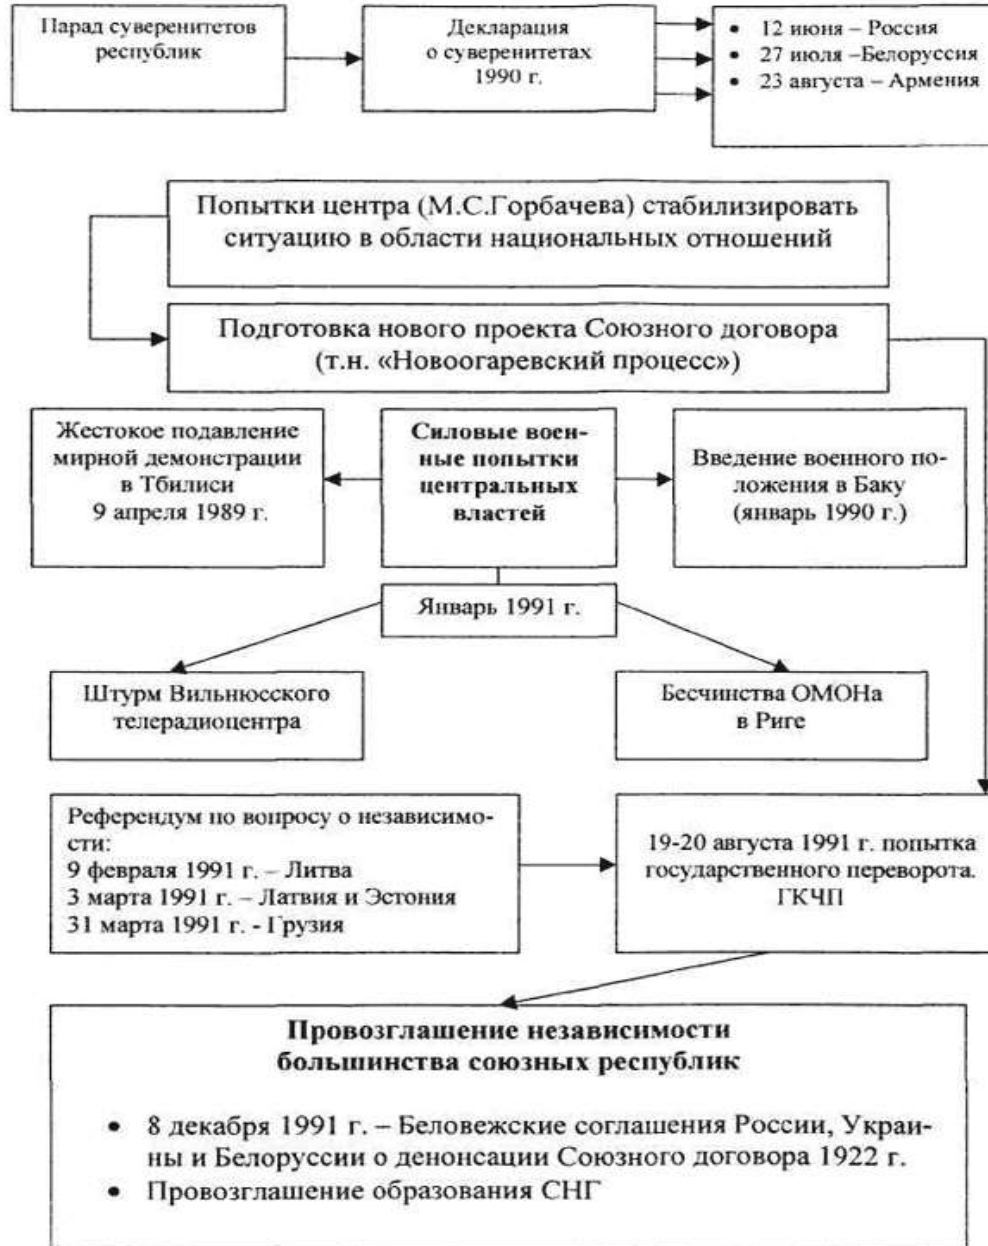 Парад суверенитетов
республик
Декларация
о суверенитетах
1990 г.
• 12 июня – Россия
• 27 июля –Белоруссия
• 23 августа – Армения
Попытки центра (М.С.Горбачева) стабилизировать
ситуацию в области национальных отношений
Подготовка нового проекта Союзного договора
(т.н. «Новоогаревский процесс»)
Жестокое подавление
мирной демонстрации
в Тбилиси
9 апреля 1989 г.
Силовые воен-
ные попытки
центральных
властей
Введение военного по-
ложения в Баку
(январь 1990 г.)
Январь 1991 г.
Штурм Вильнюсского
телерадиоцентра
Бесчинства ОМОНа
в Риге
Референдум по вопросу о независимо-
сти:
9 февраля 1991 г. – Литва
3 марта 1991 г. – Латвия и Эстония
31 марта 1991 г. - Грузия
19-20 августа 1991 г. попытка
государственного переворота.
ГКЧП
Провозглашение независимости
большинства союзных республик
• 8 декабря 1991 г. – Беловежские соглашения России, Украи-
ны и Белоруссии о денонсации Союзного договора 1922 г.
• Провозглашение образования СНГ